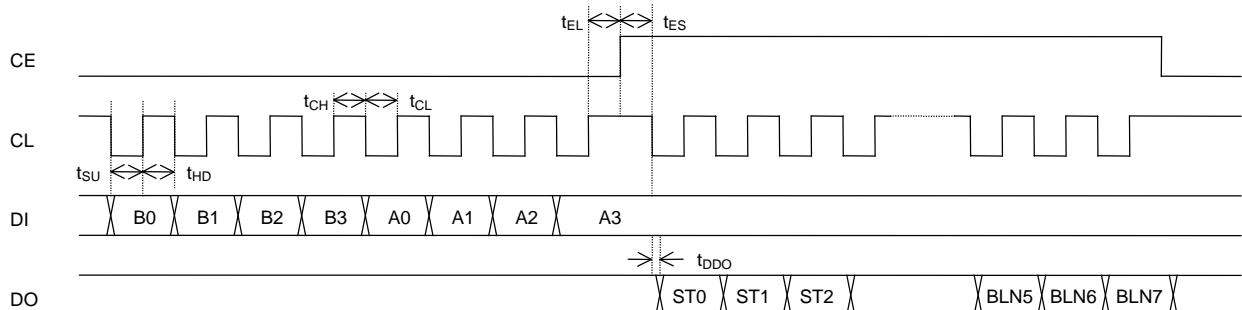 tEL tES
CE
tCH tCL
CL
tSU tHD
DI B0 B1 B2 B3 A0 A1 A2 A3
tDDO
DO ST0 ST1 ST2 BLN5 BLN6 BLN7